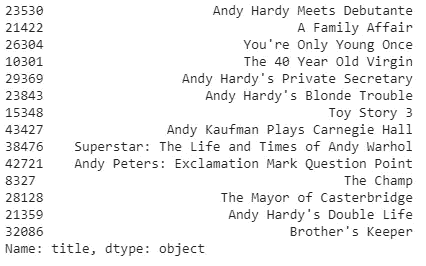 23530 Andy Hardy Meets Debutante
21422 A Family Affair
26304 You're Only Young Once
10301 The 40 Year Old Virgin
29369 Andy Hardy's Private Secretary
23843 Andy Hardy's Blonde Trouble
15348 Toy Story 3
43427 Andy Kaufman Plays Carnegie Hall
38476 Superstar: The Life and Times of Andy Warhol
42721 Andy Peters: Exclamation Mark Question Point
8327 The Champ
28128 The Mayor of Casterbridge
21359 Andy Hardy's Double Life
32086 Brother's Keeper
Name: title, dtype: object